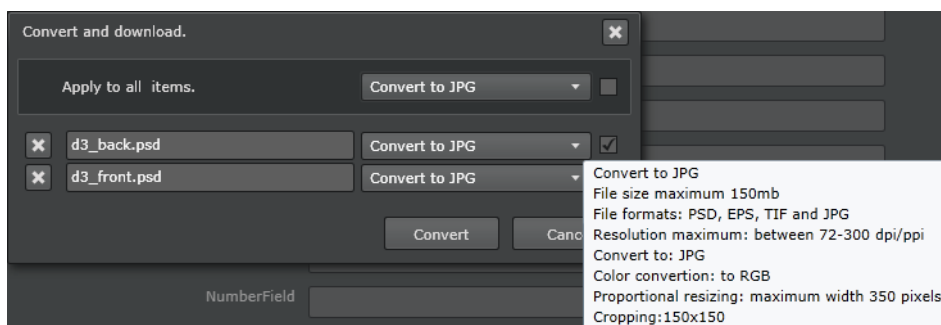 Convert and download.
Apply to all items.
Convert to JPG
d3_back.psd
Convert to JPG
d3_front.psd
Convert to JPG
Convert to JPG
File size maximum 150mb
File formats: PSD, EPS, TIF and JPG
Resolution maximum: between 72-300 dpi/ppi
Convert to: JPG
Color convertion: to RGB
Proportional resizing: maximum width 350 pixels
Cropping:150x150
Convert
Canc
NumberField